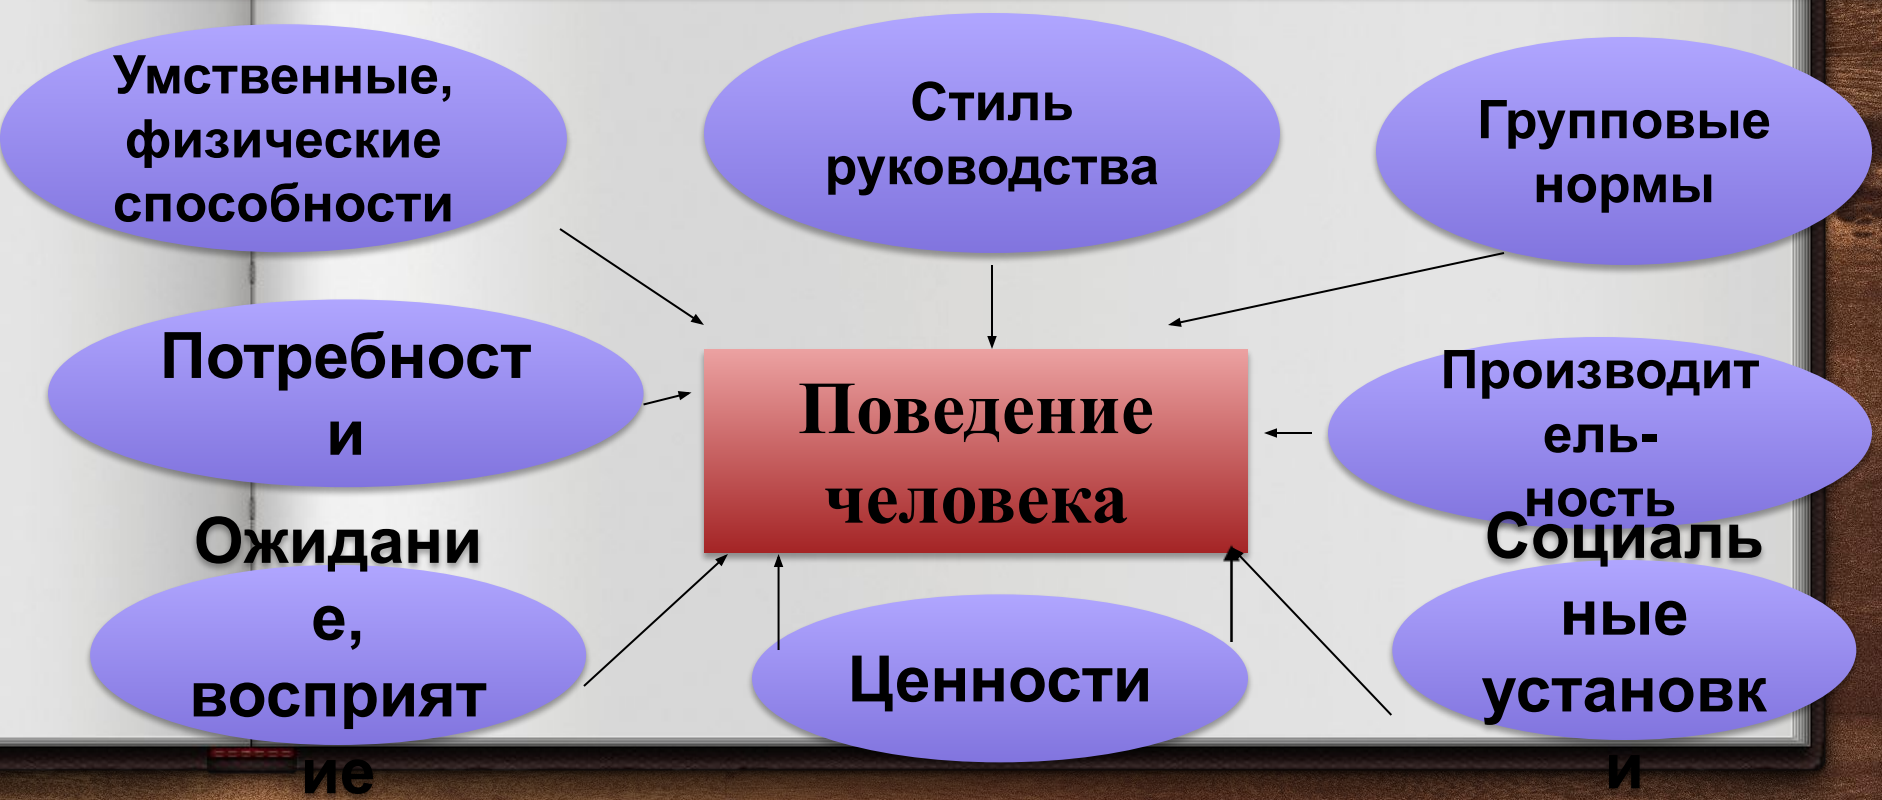 Умственные,
физические
способности
Стиль
руководства
Групповые
нормы
Потребност
и
Поведение
человека
Производит
ель-
ность
Ожидани
е,
восприят
ие
Ценности
Социаль
ные
установк
и